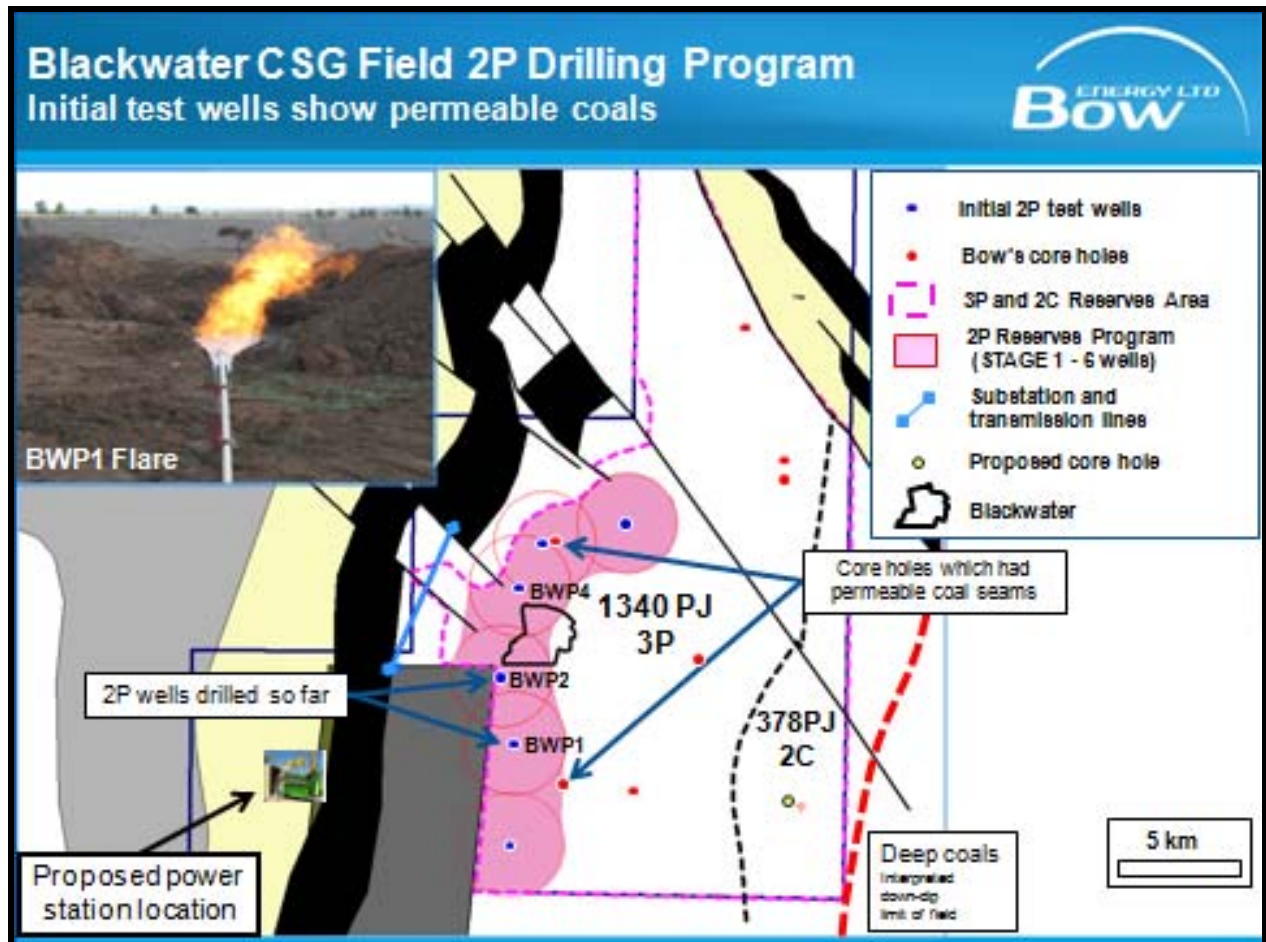 Blackwater CSG Field 2P Drilling Program
Initial test wells show permeable coals
ENERGY LTD
BOW
BWP1 Flare
Initial 2P test wells
Bow's core holes
3P and 2C Reserves Area
2P Reserves Program
(STAGE 1 - 6 wells)
Substation and
transmission lines
Proposed core hole
Blackwater
Core holes which had
permeable coal seams
BWP4
1340 PJ
3P
BWP2
2P wells drilled so far
BWP1
378PJ
2C
Proposed power
station location
Deep coals
Interpreted
down-dip
limit of field
5 km